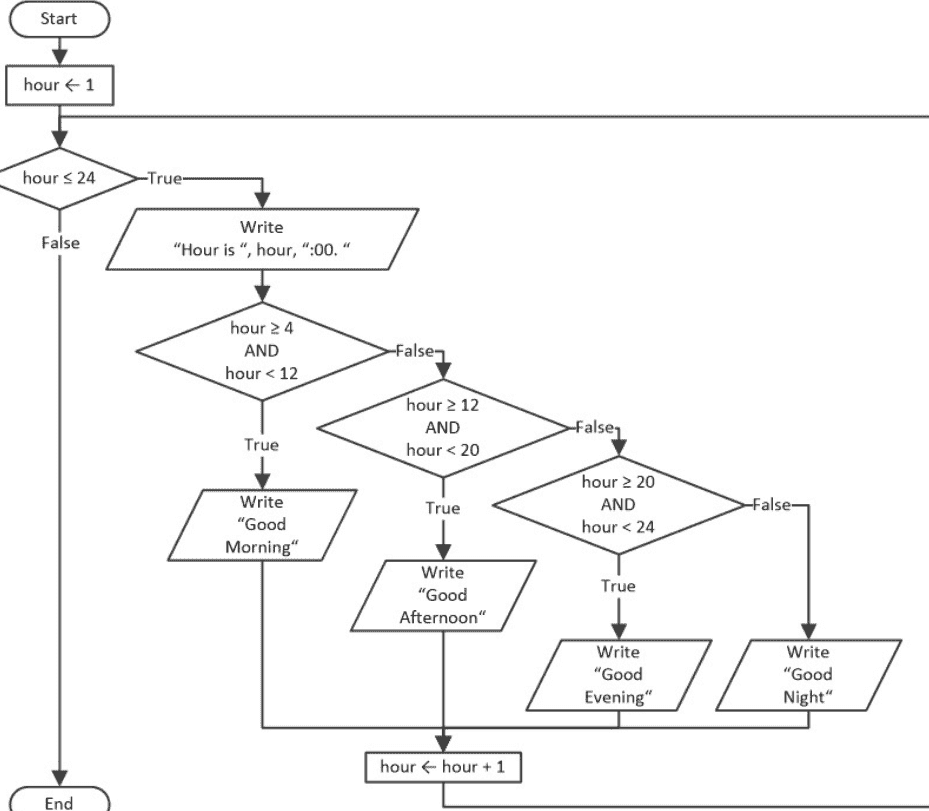 Start
hour ← 1
hour ≤ 24
True
False
Write
“Hour is “, hour, “:00. “
hour ≥ 4
AND
hour < 12
False
True
hour ≥ 12
AND
hour < 20
False
True
hour ≥ 20
AND
hour < 24
False
True
Write
“Good
Morning“
Write
“Good
Afternoon“
Write
“Good
Evening“
Write
“Good
Night“
hour ← hour + 1
End